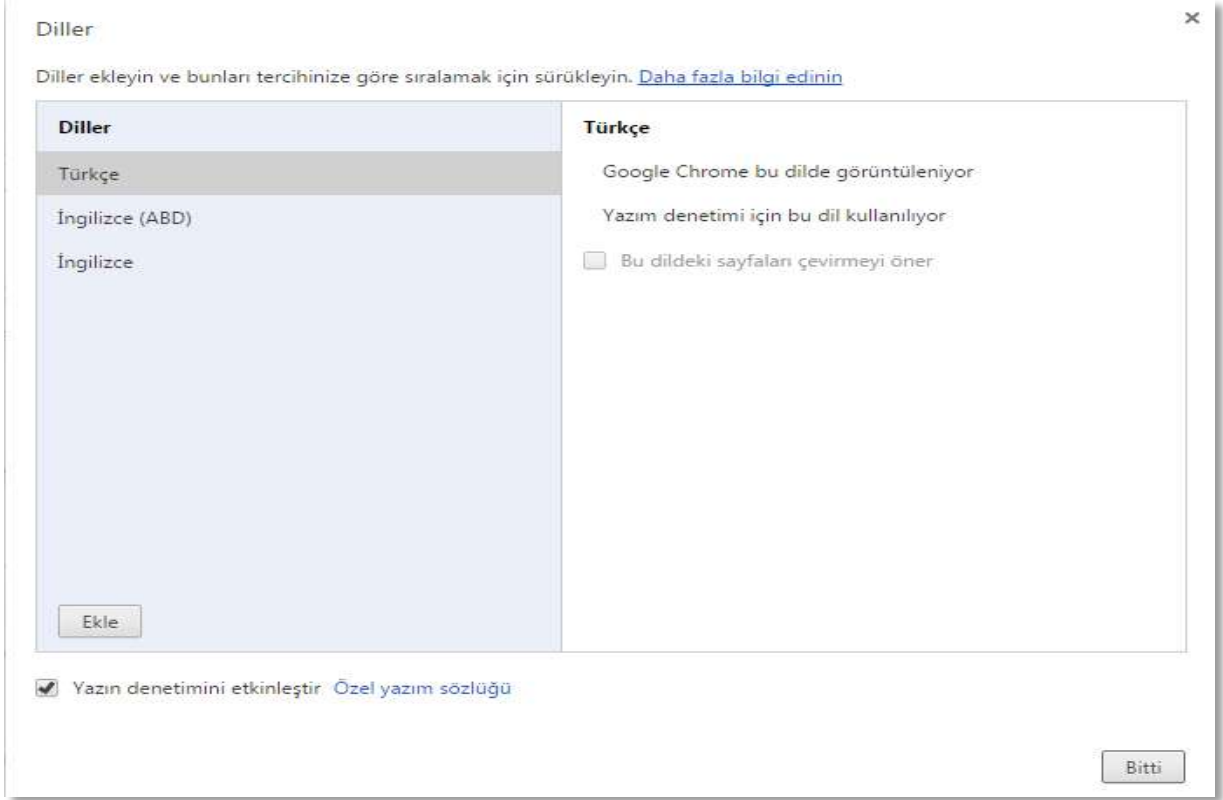 Diller
Diller ekleyin ve bunları tercihinize göre sıralamak için sürükleyin. Daha fazla bilgi edinin
Diller
Türkçe
İngilizce (ABD)
İngilizce
Ekle
Türkçe
Google Chrome bu dilde görüntüleniyor
Yazım denetimi için bu dil kullanılıyor
Bu dildeki sayfaları çevirmeyi öner
Yazın denetimini etkinleştir Özel yazım sözlüğü
Bitti